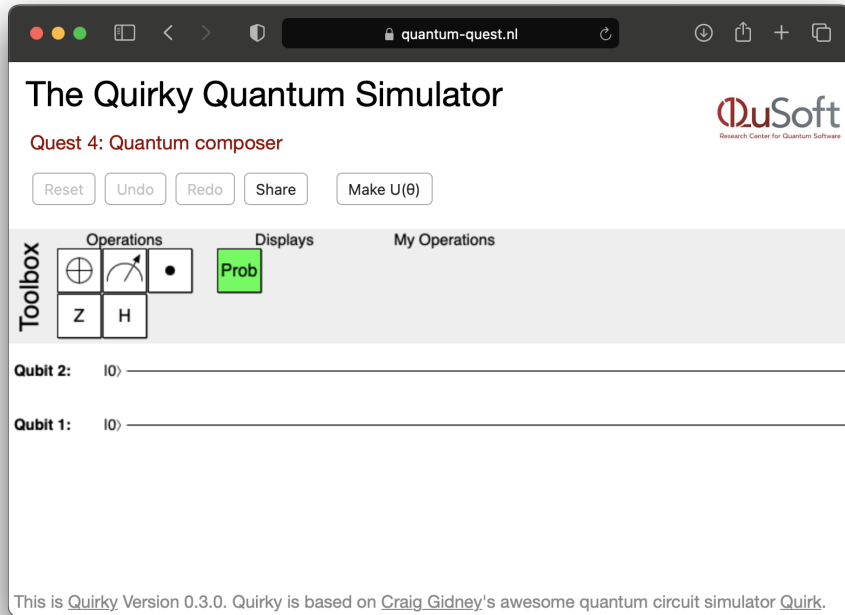 quantum-quest.nl
The Quirky Quantum Simulator
QuSoft
Research Center for Quantum Software
Quest 4: Quantum composer
Reset Undo Redo Share Make U(θ)
Toolbox
Operations Displays My Operations
Prob
Z H
Qubit 2: |0⟩
Qubit 1: |0⟩
This is Quirky Version 0.3.0. Quirky is based on Craig Gidney's awesome quantum circuit simulator Quirk.